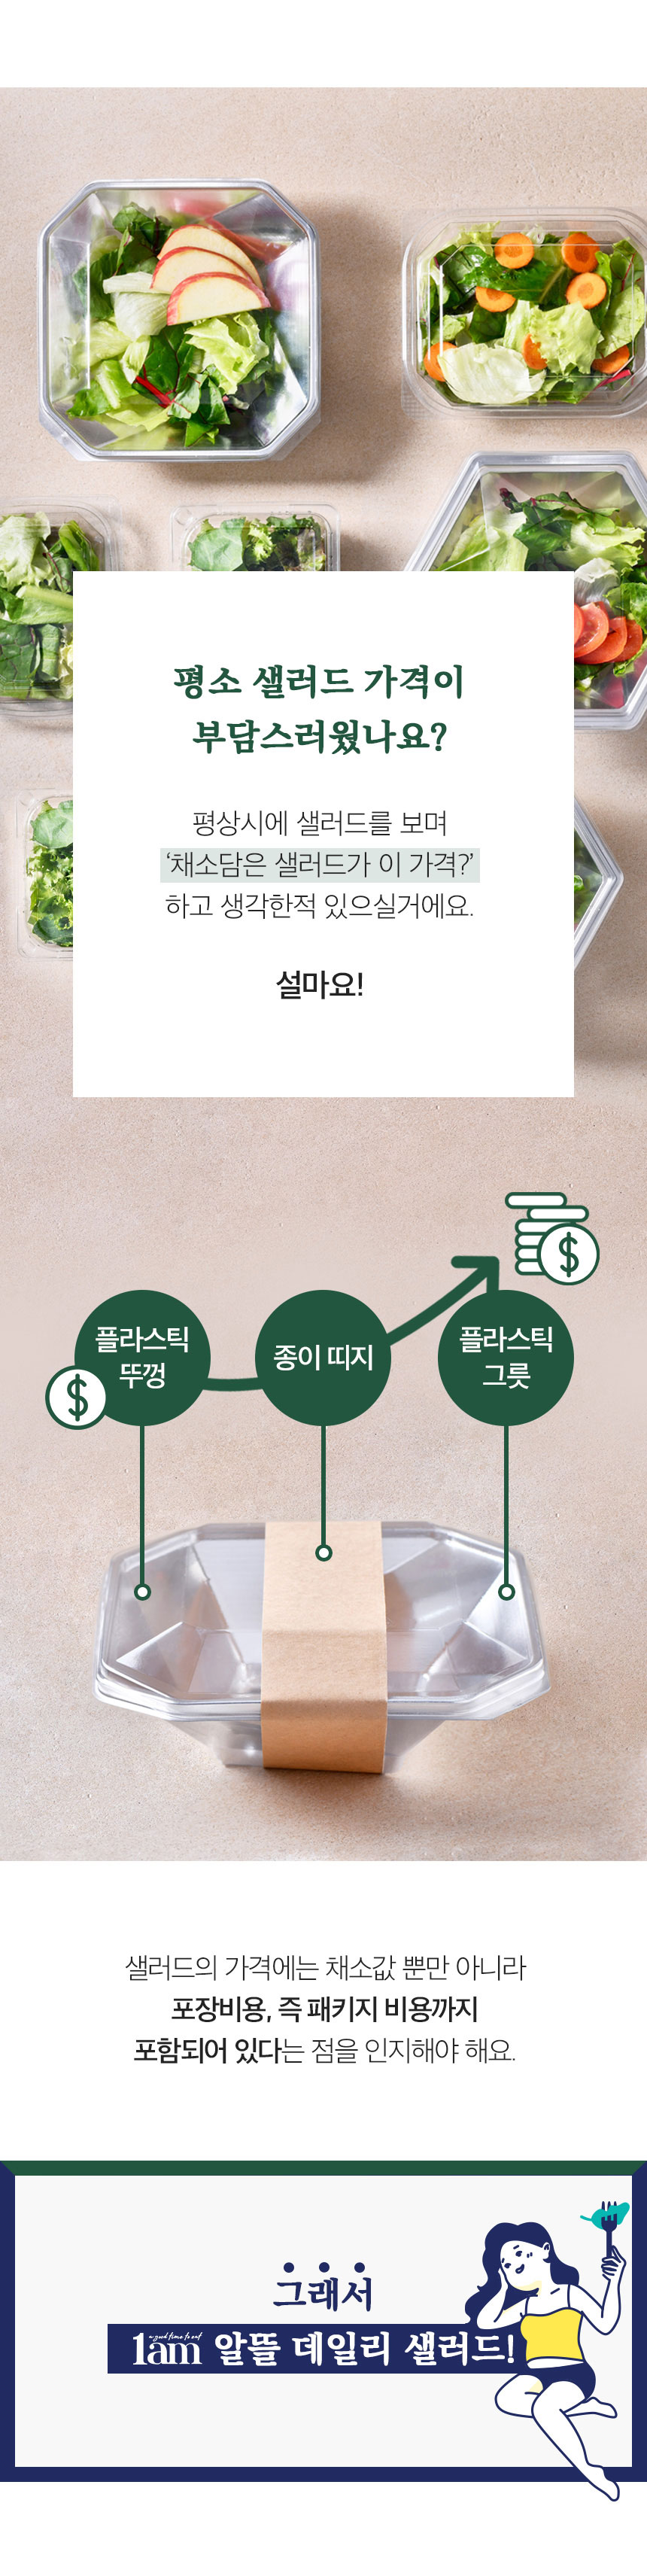 평소 샐러드 가격이
부담스러웠나요?
평상시에 샐러드를 보며
‘채소담은 샐러드가 이 가격?’
하고 생각한적 있으실거에요.
설마요!
$
플라스틱
뚜껑
$
종이 띠지
플라스틱
그릇
샐러드의 가격에는 채소값 뿐만 아니라
포장비용, 즉 패키지 비용까지
포함되어 있다는 점을 인지해야 해요.
그래서
a good time to eat
1am 알뜰 데일리 샐러드!